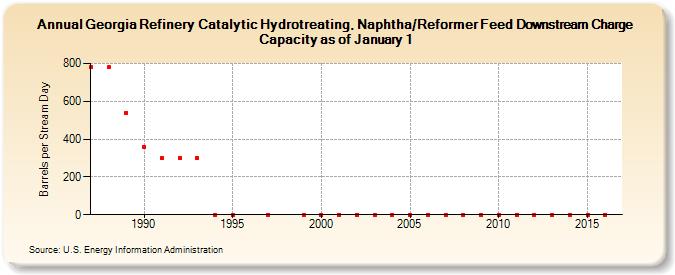 Annual Georgia Refinery Catalytic Hydrotreating, Naphtha/Reformer Feed Downstream Charge
Capacity as of January 1
Barrels per Stream Day
800
600
400
200
0
1990 1995 2000 2005 2010 2015
Source: U.S. Energy Information Administration